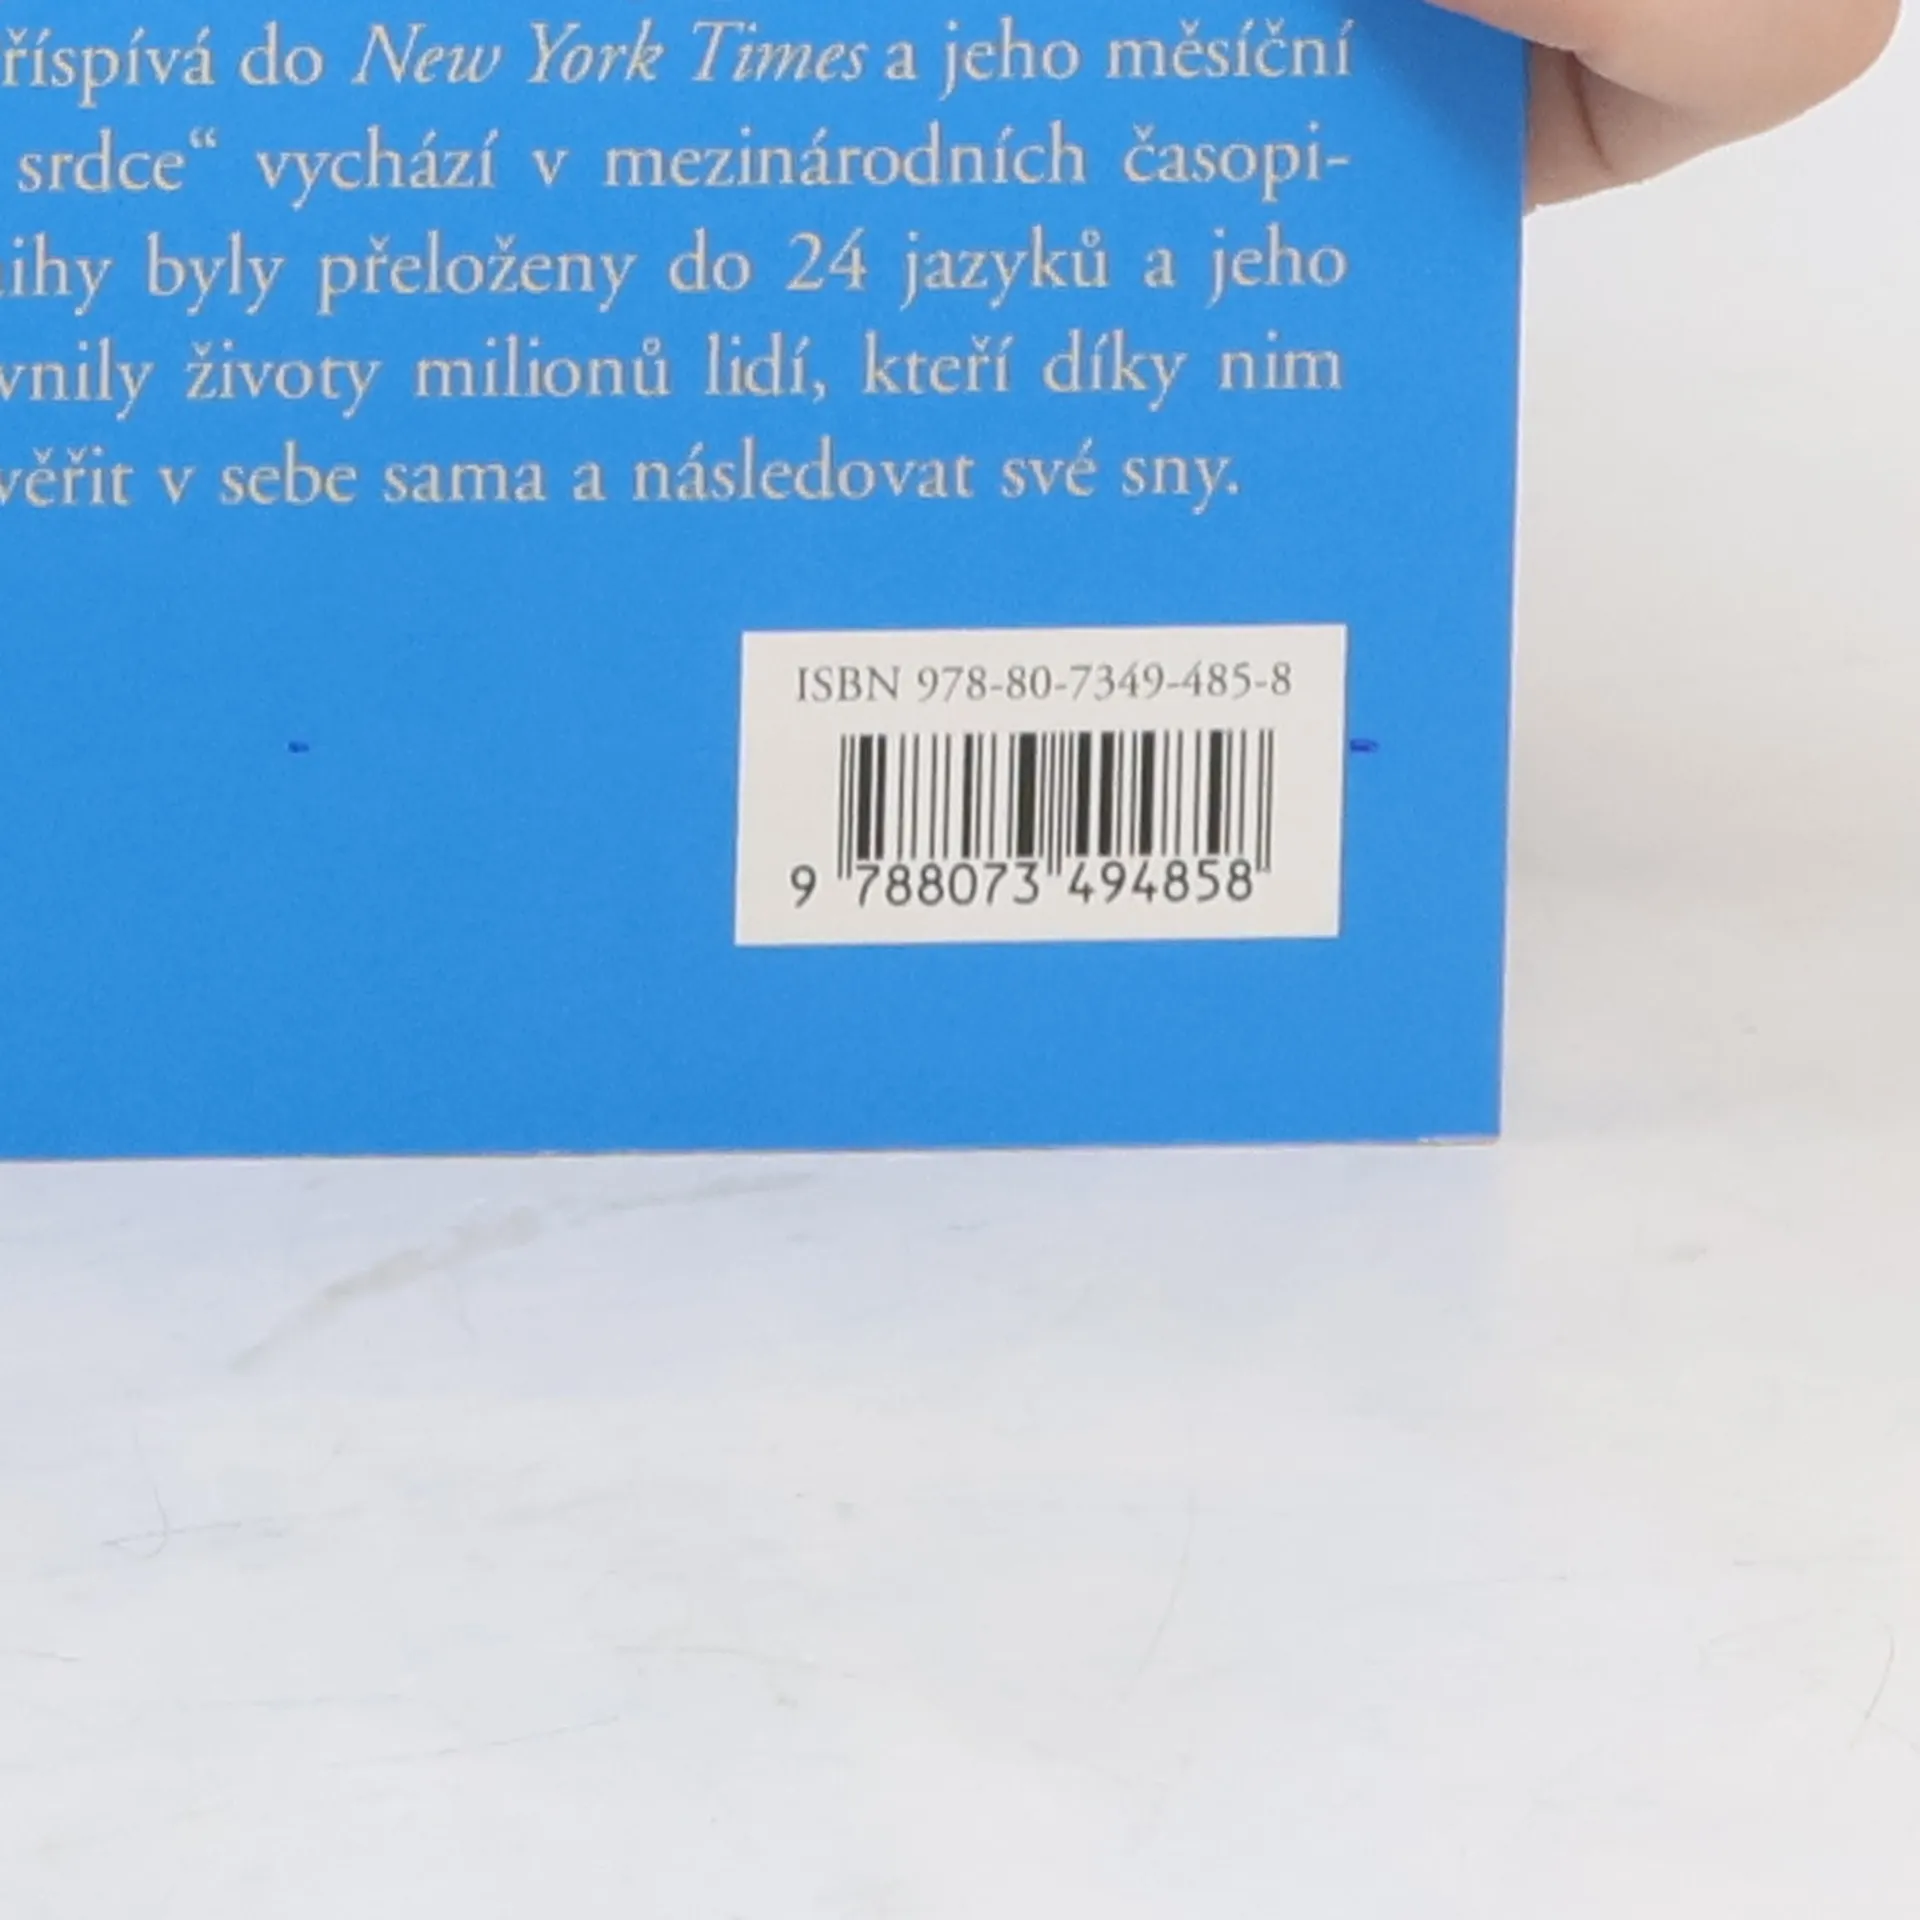 říspívá do New York Times a jeho měsíční
srdce“ vychází v mezinárodních časopi-
byly přeloženy do 24 jazyků a jeho
životy milionů lidí, kteří díky nim
věřit v sebe sama a následovat své sny.
ISBN 978-80-7349-485-8
9 788073 494858